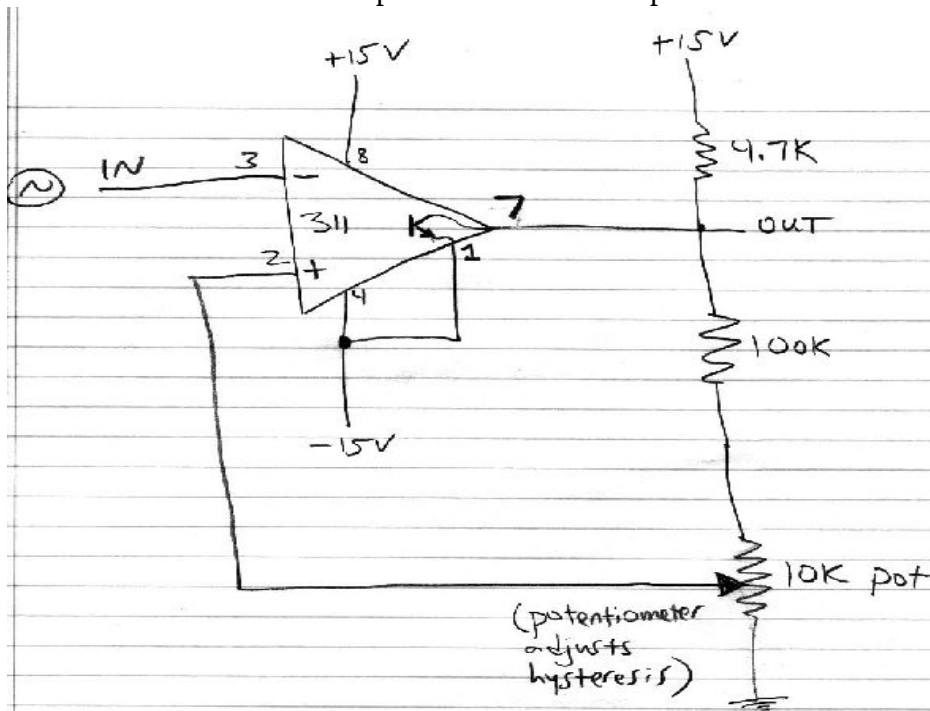 +15V
+15V
8
4.7K
3
IN
−
~
311
7
OUT
1
2
+
4
100K
−15V
10K pot
(potentiometer
adjusts
hysteresis)